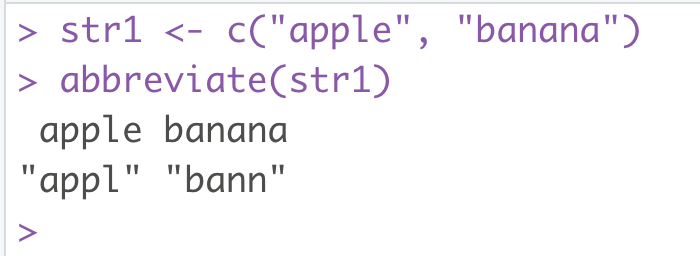 > str1 <- c("apple", "banana")
> abbreviate(str1)
 apple banana
"appl" "bann"
>